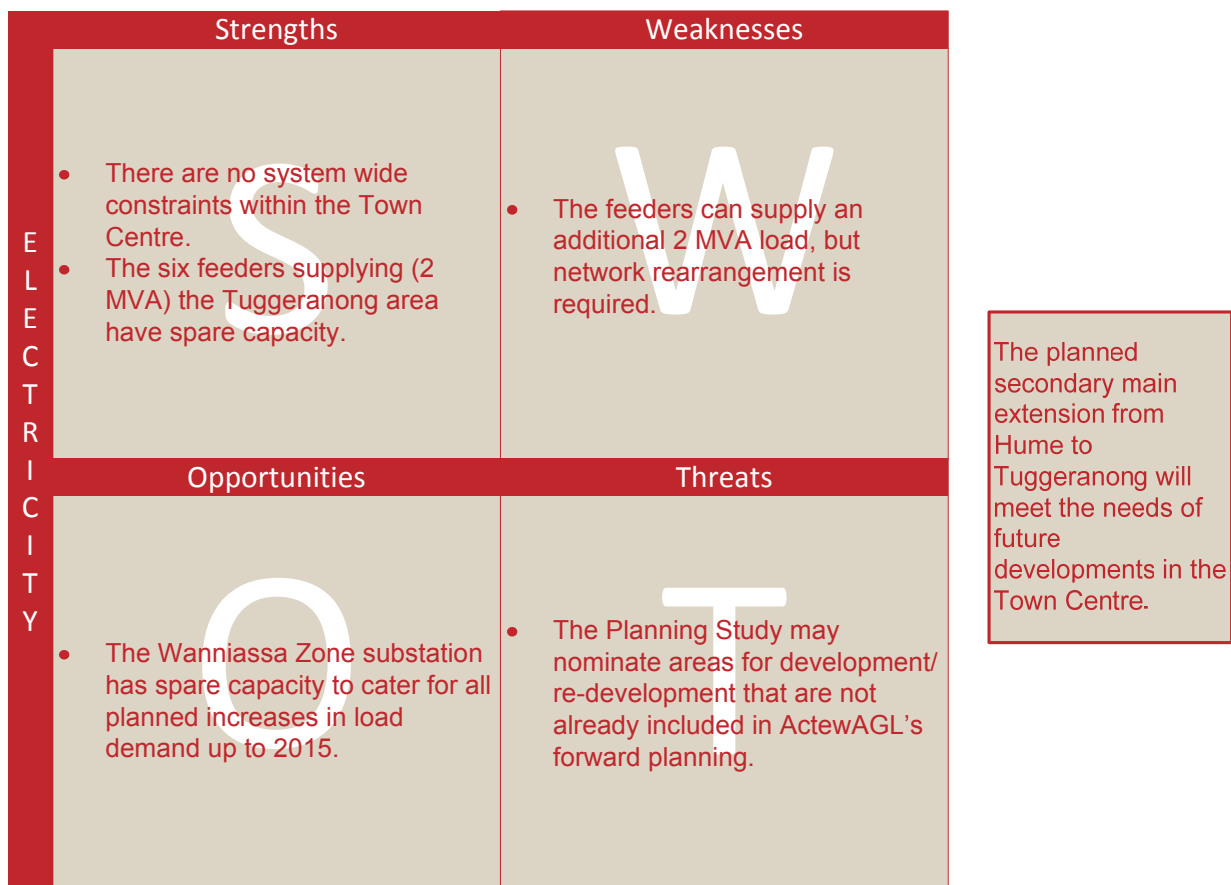 ELECTRICITY
Strengths
S
• There are no system wide
constraints within the Town
Centre.
• The six feeders supplying (2
MVA) the Tuggeranong area
have spare capacity.
Weaknesses
W
• The feeders can supply an
additional 2 MVA load, but
network rearrangement is
required.
Opportunities
O
• The Wanniassa Zone substation
has spare capacity to cater for all
planned increases in load
demand up to 2015.
Threats
T
• The Planning Study may
nominate areas for development/
re-development that are not
already included in ActewAGL’s
forward planning.
The planned
secondary main
extension from
Hume to
Tuggeranong will
meet the needs of
future
developments in the
Town Centre.